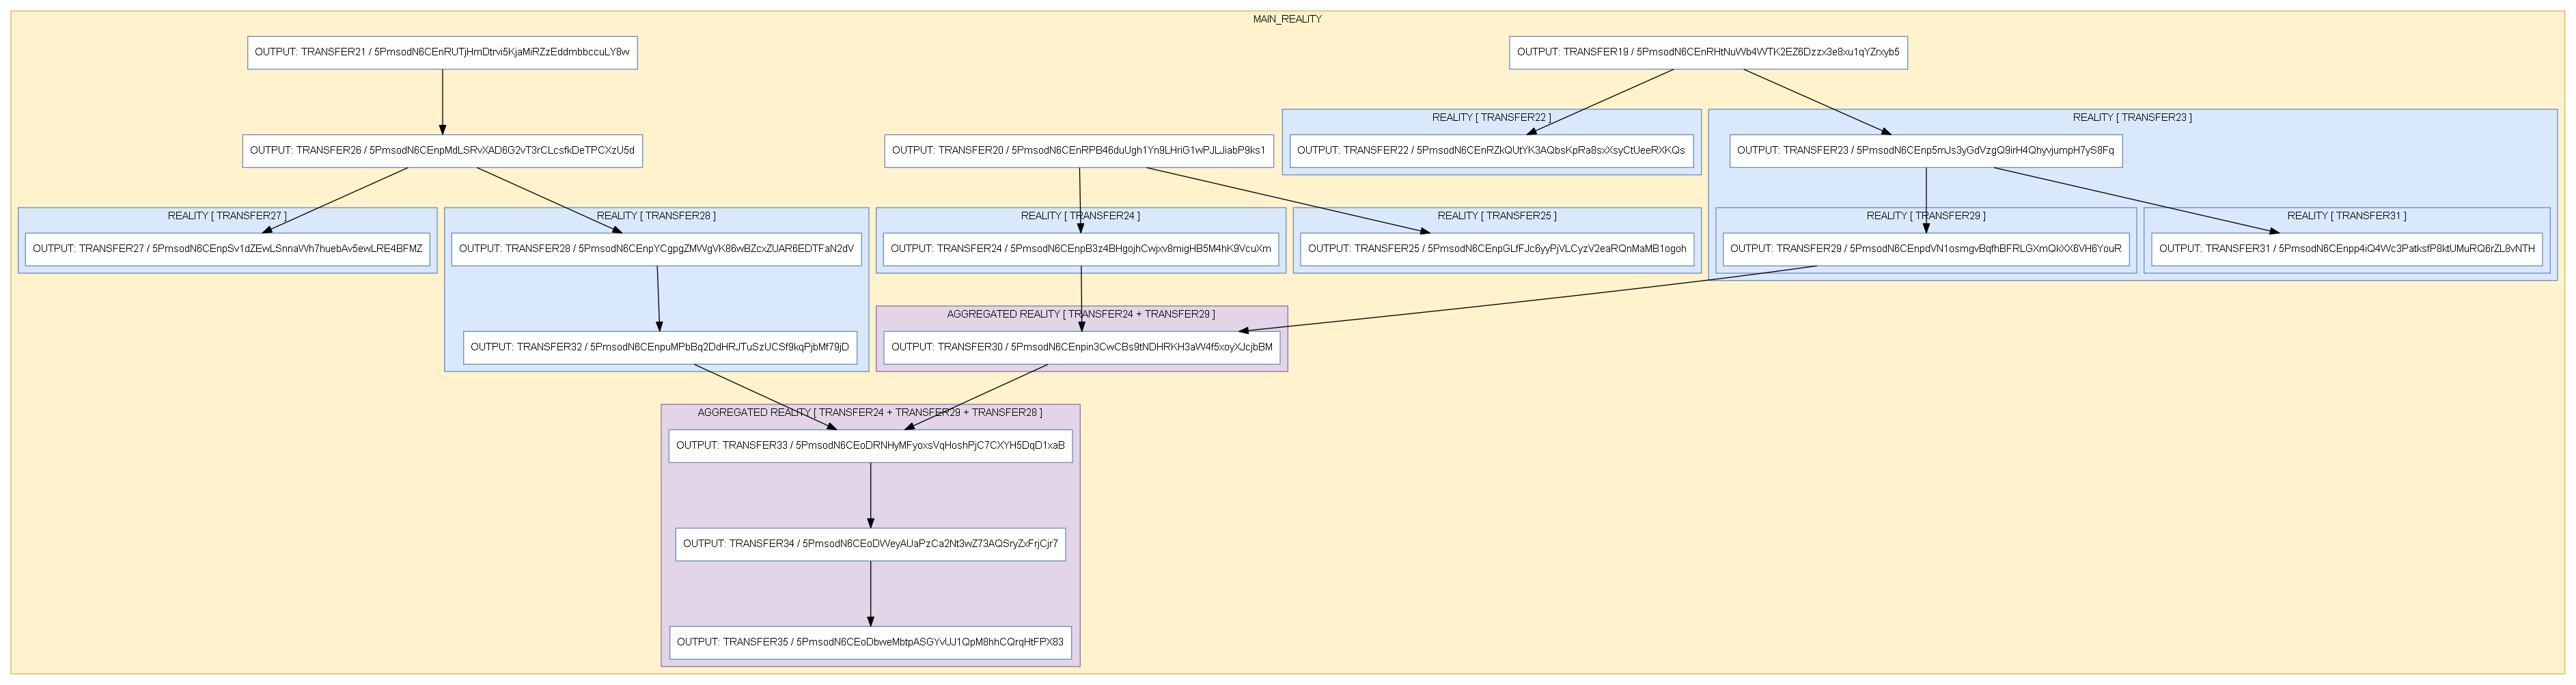 MAIN_REALITY
OUTPUT: TRANSFER21 / 5PmsodN6CEnRUTjHmDtrvi5KjaMiRZzEddmbbccuLY8w
OUTPUT: TRANSFER19 / 5PmsodN6CEnRHtNuWb4WTK2EZ6Dzzx3e8xu1qYZrxyb5
REALITY [ TRANSFER22 ]
REALITY [ TRANSFER23 ]
OUTPUT: TRANSFER26 / 5PmsodN6CEnpMdLSRvXAD6G2vT3rCLcsfkDeTPCXzU5d
OUTPUT: TRANSFER20 / 5PmsodN6CEnRPB46duUgh1Yn9LHriG1wPJLJiabP9ks1
OUTPUT: TRANSFER22 / 5PmsodN6CEnRZkQUtYK3AQbsKpRa8sxXsyCtUeeRXKQs
OUTPUT: TRANSFER23 / 5PmsodN6CEnp5mJs3yGdVzgQ9irH4QhyvjumpH7yS8Fq
REALITY [ TRANSFER27 ]
REALITY [ TRANSFER28 ]
REALITY [ TRANSFER24 ]
REALITY [ TRANSFER25 ]
REALITY [ TRANSFER29 ]
REALITY [ TRANSFER31 ]
OUTPUT: TRANSFER27 / 5PmsodN6CEnpSv1dZEwLSnnaWh7huebAv5ewLRE4BFMZ
OUTPUT: TRANSFER28 / 5PmsodN6CEnpYCgpgZMWgVK86wBZcxZUAR6EDTFaN2dV
OUTPUT: TRANSFER24 / 5PmsodN6CEnpB3z4BHgojhCwjxv8migHB5M4hK9VcuXm
OUTPUT: TRANSFER25 / 5PmsodN6CEnpGLfFJc6yyPjVLCyzV2eaRQnMaMB1ogoh
OUTPUT: TRANSFER29 / 5PmsodN6CEnpdVN1osmgvBqfhBFRLGXmQkXX6VH6YouR
OUTPUT: TRANSFER31 / 5PmsodN6CEnpp4iQ4Wc3PatksfP8ktUMuRQ6rZL8vNTH
AGGREGATED REALITY [ TRANSFER24 + TRANSFER29 ]
OUTPUT: TRANSFER32 / 5PmsodN6CEnpuMPbBq2DdHRJTuSzUCSf9kqPjbMf79jD
OUTPUT: TRANSFER30 / 5PmsodN6CEnpin3CwCBs9tNDHRKH3aW4f5xoyXJcjbBM
AGGREGATED REALITY [ TRANSFER24 + TRANSFER29 + TRANSFER28 ]
OUTPUT: TRANSFER33 / 5PmsodN6CEoDRNHyMFyoxsVqHoshPjC7CXYH5DqD1xaB
OUTPUT: TRANSFER34 / 5PmsodN6CEoDWeyAUaPzCa2Nt3wZ73AQSryZxFrjCjr7
OUTPUT: TRANSFER35 / 5PmsodN6CEoDbweMbtpASGYvUJ1QpM8hhCQrqHtFPX83